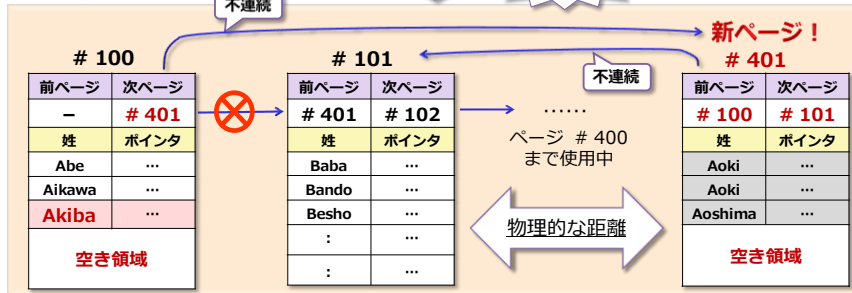 不連続
新ページ！
# 100
# 101
# 401
不連続
前ページ 次ページ
– # 401
姓 ポインタ
Abe …
Aikawa …
Akiba …
空き領域
前ページ 次ページ
# 401 # 102
姓 ポインタ
Baba …
Bando …
Besho …
: …
: …
……
ページ # 400
まで使用中
物理的な距離
前ページ 次ページ
# 100 # 101
姓 ポインタ
Aoki …
Aoki …
Aoshima …
空き領域